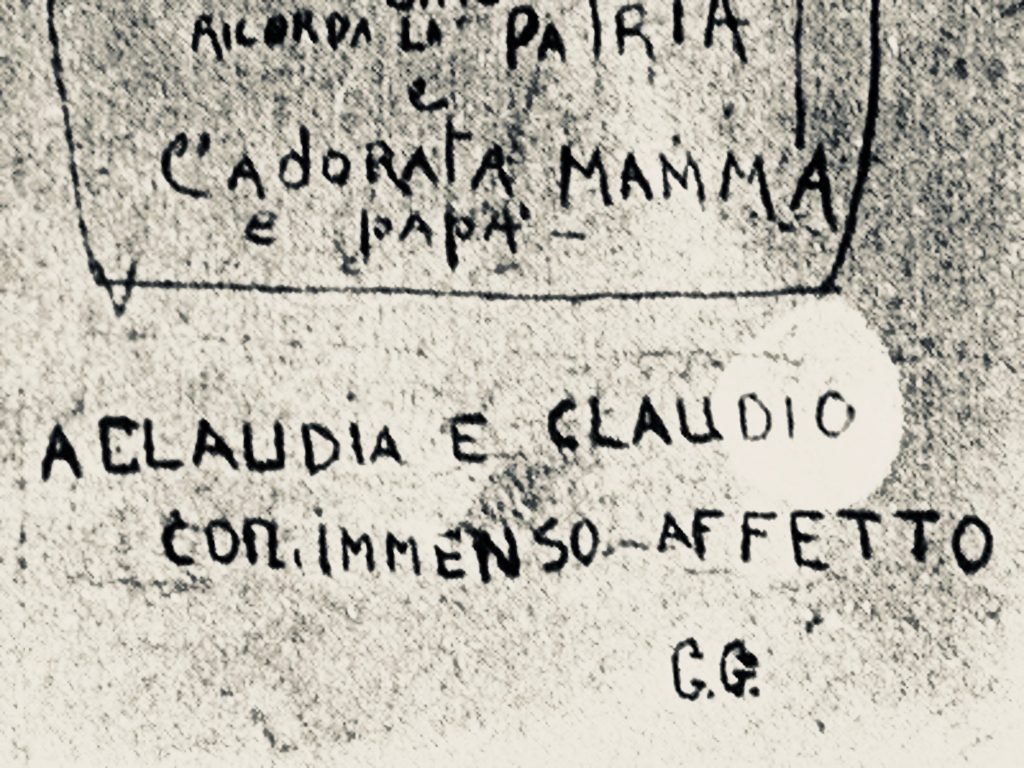 RICORDA LA PATRIA
e
l'ADORATA MAMMA
e pApA'-
A CLAUDIA E CLAUDIO
CON IMMENSO AFFETTO
G.G.